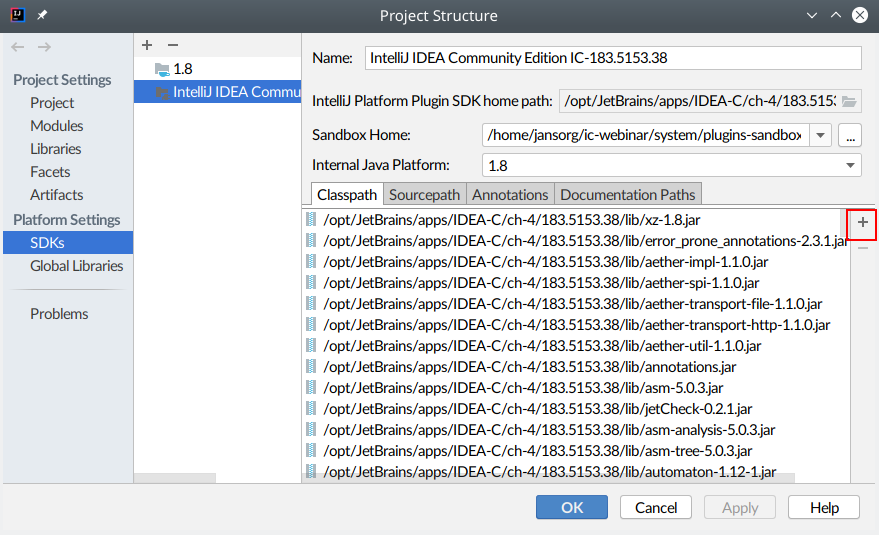 Project Structure
Project Settings
Project
Modules
Libraries
Facets
Artifacts
Platform Settings
SDKs
Global Libraries
Problems
1.8
IntelliJ IDEA Commu
Name: IntelliJ IDEA Community Edition IC-183.5153.38
IntelliJ Platform Plugin SDK home path: /opt/JetBrains/apps/IDEA-C/ch-4/183.5153
Sandbox Home: /home/jansorg/ic-webinar/system/plugins-sandbox ...
Internal Java Platform: 1.8
Classpath Sourcepath Annotations Documentation Paths
/opt/JetBrains/apps/IDEA-C/ch-4/183.5153.38/lib/xz-1.8.jar
/opt/JetBrains/apps/IDEA-C/ch-4/183.5153.38/lib/error_prone_annotations-2.3.1.jar
/opt/JetBrains/apps/IDEA-C/ch-4/183.5153.38/lib/aether-impl-1.1.0.jar
/opt/JetBrains/apps/IDEA-C/ch-4/183.5153.38/lib/aether-spi-1.1.0.jar
/opt/JetBrains/apps/IDEA-C/ch-4/183.5153.38/lib/aether-transport-file-1.1.0.jar
/opt/JetBrains/apps/IDEA-C/ch-4/183.5153.38/lib/aether-transport-http-1.1.0.jar
/opt/JetBrains/apps/IDEA-C/ch-4/183.5153.38/lib/aether-util-1.1.0.jar
/opt/JetBrains/apps/IDEA-C/ch-4/183.5153.38/lib/annotations.jar
/opt/JetBrains/apps/IDEA-C/ch-4/183.5153.38/lib/asm-5.0.3.jar
/opt/JetBrains/apps/IDEA-C/ch-4/183.5153.38/lib/jetCheck-0.2.1.jar
/opt/JetBrains/apps/IDEA-C/ch-4/183.5153.38/lib/asm-analysis-5.0.3.jar
/opt/JetBrains/apps/IDEA-C/ch-4/183.5153.38/lib/asm-tree-5.0.3.jar
/opt/JetBrains/apps/IDEA-C/ch-4/183.5153.38/lib/automaton-1.12-1.jar
OK Cancel Apply Help